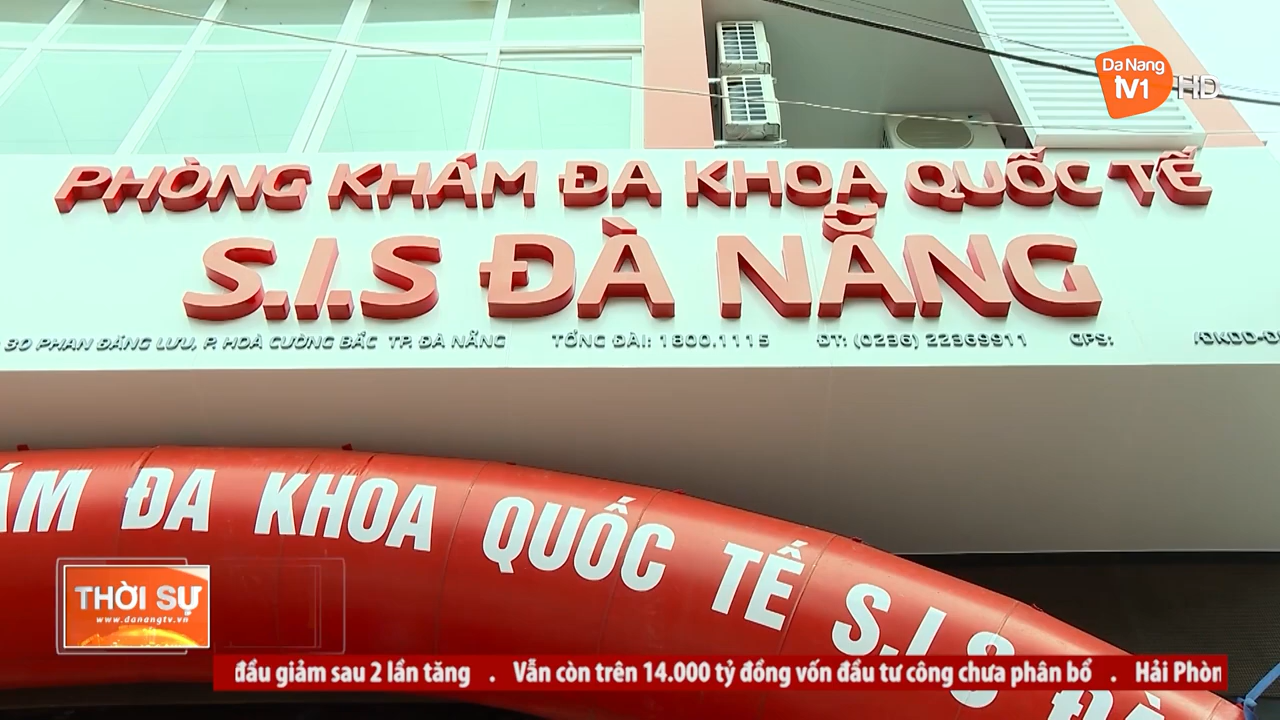 Da Nang
TV1 HD
PHÒNG KHÁM ĐA KHOA QUỐC TẾ
S.I.S ĐÀ NẴNG
80 PHAN ĐĂNG LƯU, P. HOÀ CƯỜNG BẮC TP. ĐÀ NẴNG TỔNG ĐÀI: 1800.1115 ĐT: (0236) 22369911 GPS:
ĐA KHOA QUỐC TẾ S.I.S
THỜI SỰ
www.danangtv.vn
đầu giảm sau 2 lần tăng . Vẫn còn trên 14.000 tỷ đồng vốn đầu tư công chưa phân bổ . Hải Phòn